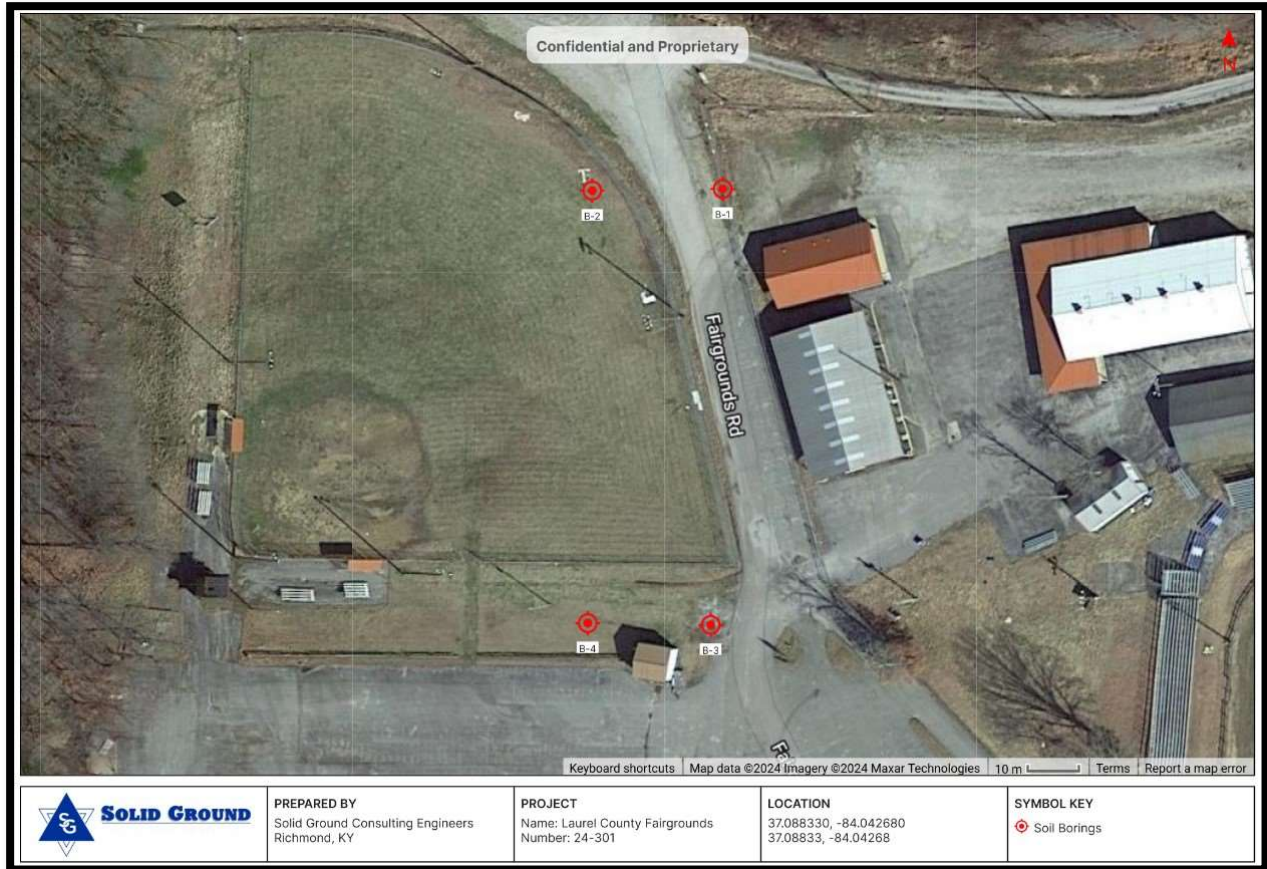 Confidential and Proprietary
N
B-2
B-1
Fairgrounds Rd
B-4
B-3
Fa
Keyboard shortcuts
Map data ©2024 Imagery ©2024 Maxar Technologies
10 m
Terms
Report a map error
SG
SOLID GROUND
PREPARED BY
Solid Ground Consulting Engineers
Richmond, KY
PROJECT
Name: Laurel County Fairgrounds
Number: 24-301
LOCATION
37.088330, -84.042680
37.08833, -84.04268
SYMBOL KEY
Soil Borings